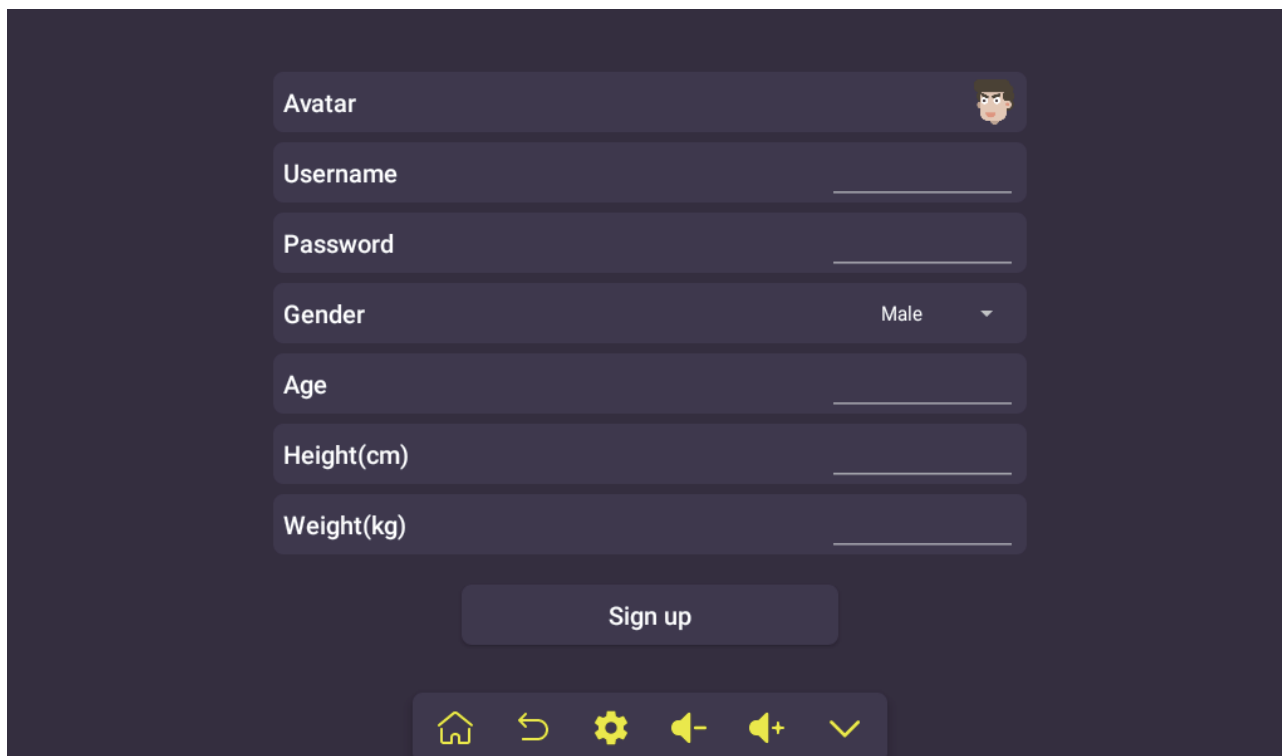 Avatar
Username
Password
Gender Male
Age
Height(cm)
Weight(kg)
Sign up